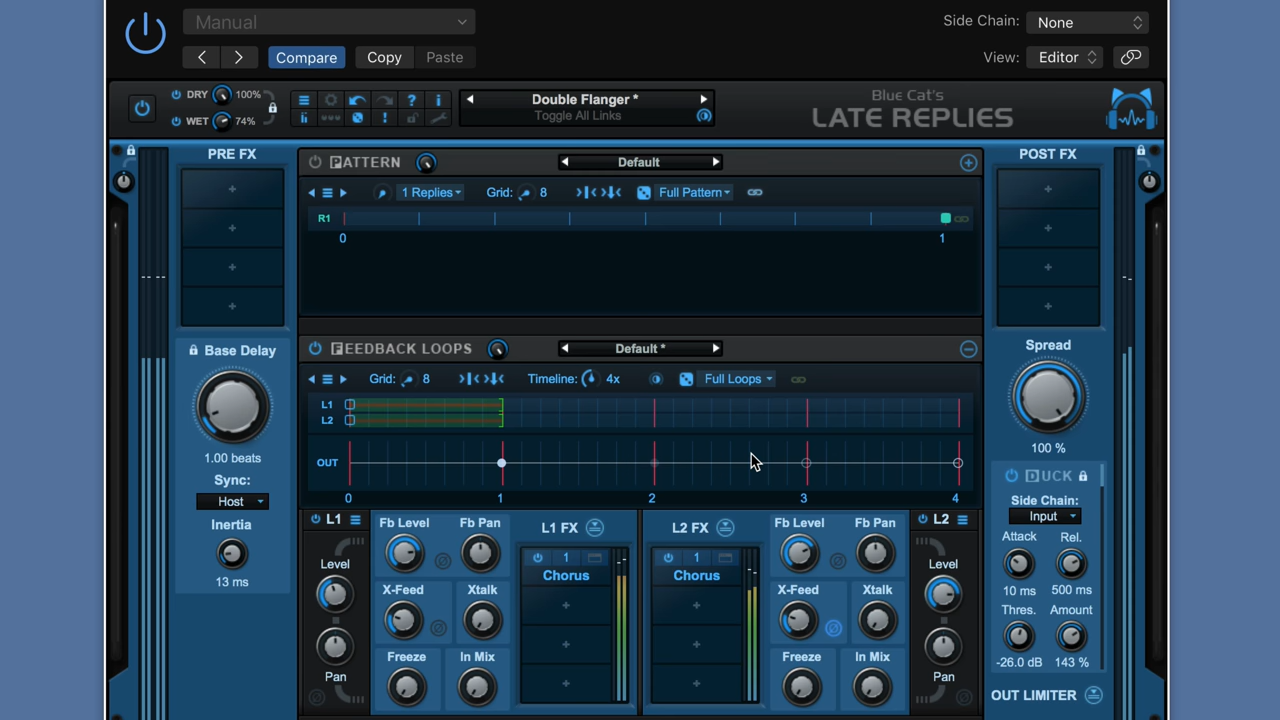 Manual
Side Chain: None
Compare Copy Paste
View: Editor
DRY 100%
WET 74%
Double Flanger *
Toggle All Links
Blue Cat's
LATE REPLIES
PRE FX
PATTERN Default
POST FX
1 Replies Grid: 8 Full Pattern
R1
0 1
Base Delay
FEEDBACK LOOPS Default *
Spread
Grid: 8 Timeline: 4x Full Loops
L1
L2
1.00 beats
100 %
OUT
Sync:
Host
DUCK
0 1 2 3 4
Side Chain:
Input
Inertia
13 ms
L1 Fb Level Fb Pan L1 FX L2 FX Fb Level Fb Pan L2
Attack Rel.
1 1
Level Chorus Chorus Level
10 ms 500 ms
X-Feed Xtalk X-Feed Xtalk
Thres. Amount
Freeze In Mix Freeze In Mix
-26.0 dB 143 %
Pan Pan
OUT LIMITER